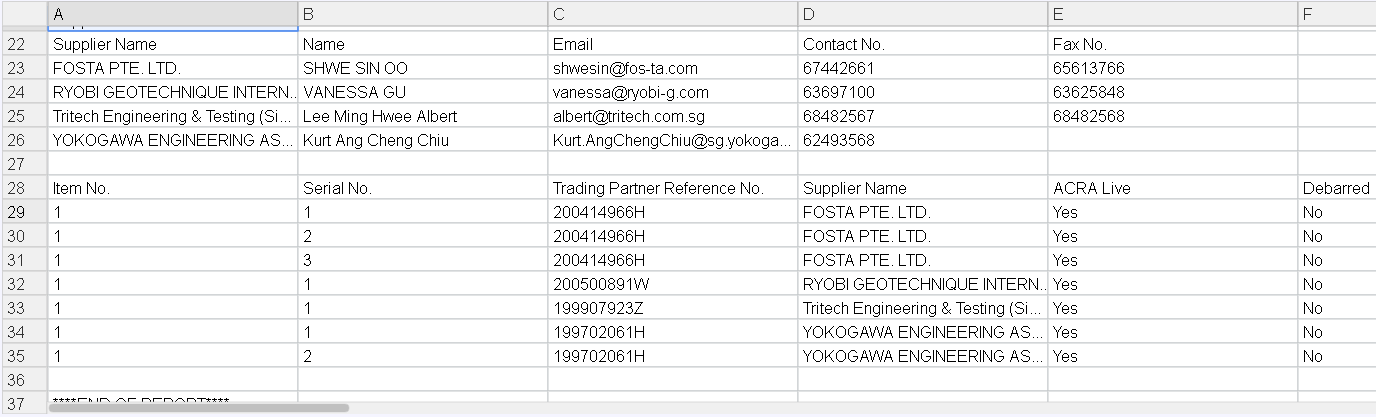 A B C D E F
22 Supplier Name Name Email Contact No. Fax No.
23 FOSTA PTE. LTD. SHWE SIN OO shwesin@fos-ta.com 67442661 65613766
24 RYOBI GEOTECHNIQUE INTERN... VANESSA GU vanessa@ryobi-g.com 63697100 63625848
25 Tritech Engineering & Testing (Si... Lee Ming Hwee Albert albert@tritech.com.sg 68482567 68482568
26 YOKOGAWA ENGINEERING AS... Kurt Ang Cheng Chiu Kurt.AngChengChiu@sg.yokoga... 62493568
27
28 Item No. Serial No. Trading Partner Reference No. Supplier Name ACRA Live Debarred
29 1 1 200414966H FOSTA PTE. LTD. Yes No
30 1 2 200414966H FOSTA PTE. LTD. Yes No
31 1 3 200414966H FOSTA PTE. LTD. Yes No
32 1 1 200500891W RYOBI GEOTECHNIQUE INTERN... Yes No
33 1 1 199907923Z Tritech Engineering & Testing (Si... Yes No
34 1 1 199702061H YOKOGAWA ENGINEERING AS... Yes No
35 1 2 199702061H YOKOGAWA ENGINEERING AS... Yes No
36
37 ****END OF REPORT****